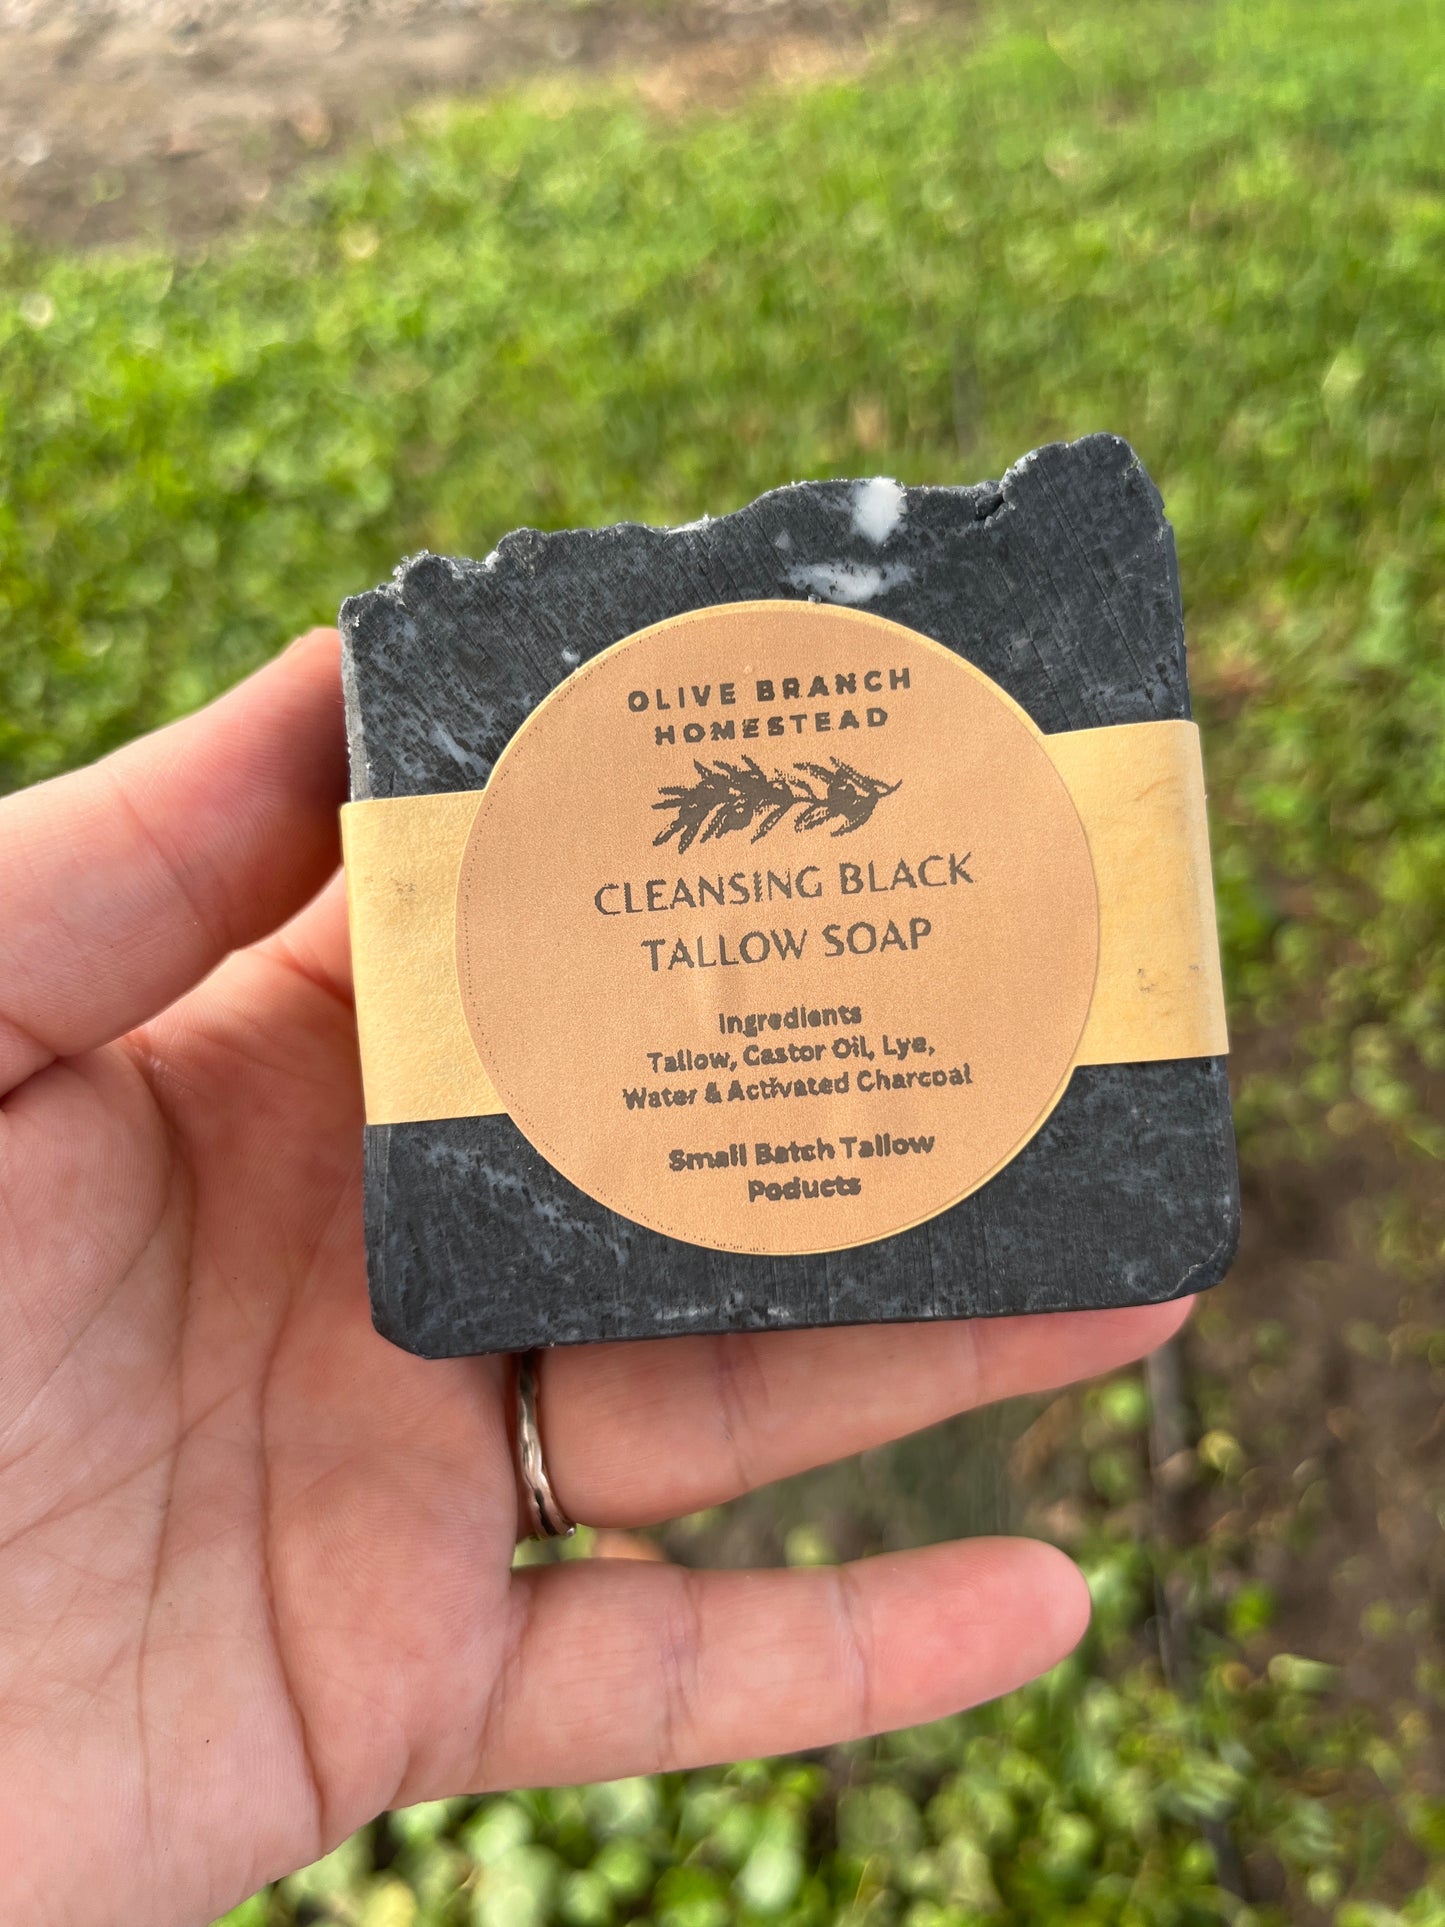 OLIVE BRANCH
HOMESTEAD
CLEANSING BLACK
TALLOW SOAP
Ingredients
Tallow, Castor Oil, Lye,
Water & Activated Charcoal
Small Batch Tallow
Poducts